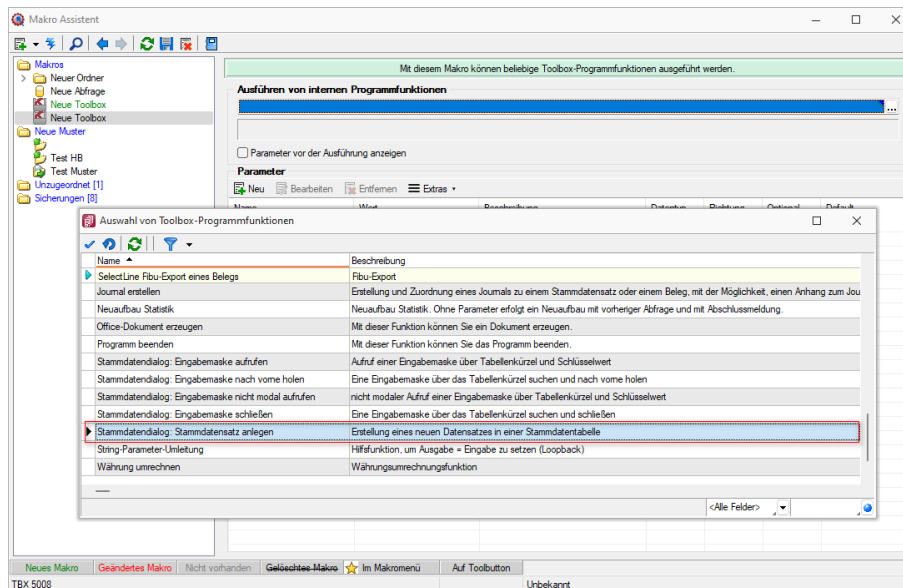 Makro Assistent
Makros
Neuer Ordner
Neue Abfrage
Neue Toolbox
Neue Toolbox
Neue Muster
Test HB
Test Muster
Unzugeordnet [1]
Sicherungen [8]
Mit diesem Makro können beliebige Toolbox-Programmfunktionen ausgeführt werden.
Ausführen von internen Programmfunktionen
...
Parameter vor der Ausführung anzeigen
Parameter
Neu Bearbeiten Entfernen Extras
Name Wert Beschreibung Datentyp Richtung Optional Default
Auswahl von Toolbox-Programmfunktionen
Name Beschreibung
SelectLine Fibu-Export eines Belegs Fibu-Export
Journal erstellen Erstellung und Zuordnung eines Journals zu einem Stammdatensatz oder einem Beleg, mit der Möglichkeit, einen Anhang zum Jou
Neuaufbau Statistik Neuaufbau Statistik. Ohne Parameter erfolgt ein Neuaufbau mit vorheriger Abfrage und mit Abschlussmeldung.
Office-Dokument erzeugen Mit dieser Funktion können Sie ein Dokument erzeugen.
Programm beenden Mit dieser Funktion können Sie das Programm beenden.
Stammdatendialog: Eingabemaske aufrufen Aufruf einer Eingabemaske über Tabellenkürzel und Schlüsselwert
Stammdatendialog: Eingabemaske nach vorne holen Eine Eingabemaske über das Tabellenkürzel suchen und nach vorne holen
Stammdatendialog: Eingabemaske nicht modal aufrufen nicht modaler Aufruf einer Eingabemaske über Tabellenkürzel und Schlüsselwert
Stammdatendialog: Eingabemaske schließen Eine Eingabemaske über das Tabellenkürzel suchen und schließen
Stammdatendialog: Stammdatensatz anlegen Erstellung eines neuen Datensatzes in einer Stammdatentabelle
String-Parameter-Umleitung Hilfsfunktion, um Ausgabe = Eingabe zu setzen (Loopback)
Währung umrechnen Währungsumrechnungsfunktion
<Alle Felder>
Neues Makro Geändertes Makro Nicht vorhanden Gelöschtes Makro Im Makromenü Auf Toolbutton
TBX 5008 Unbekannt